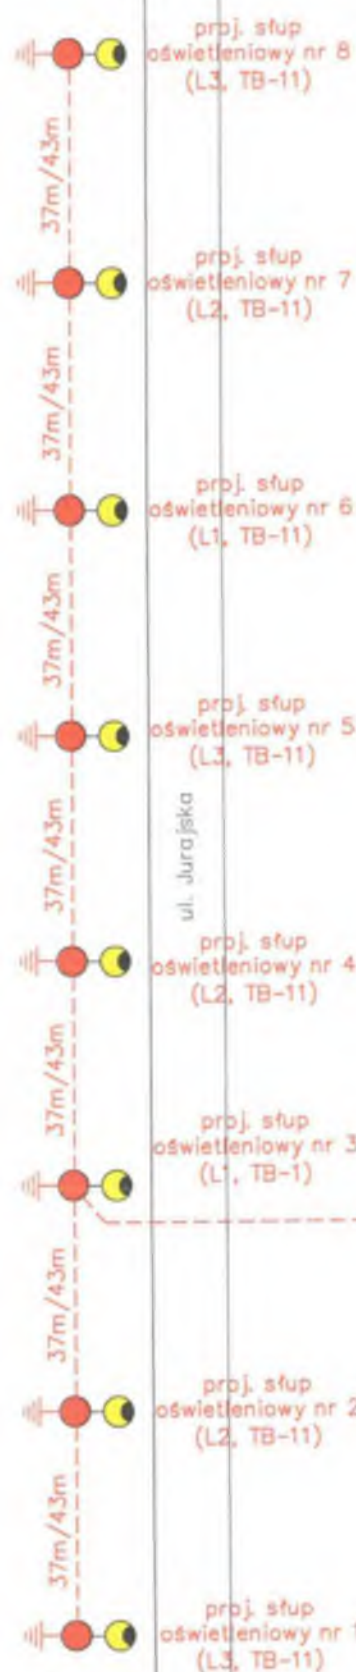 proj. słup
oświetleniowy nr 8
(L3, TB-11)
37m/43m
proj. słup
oświetleniowy nr 7
(L2, TB-11)
37m/43m
proj. słup
oświetleniowy nr 6
(L1, TB-11)
37m/43m
proj. słup
oświetleniowy nr 5
(L3, TB-11)
37m/43m
ul. Jurajska
proj. słup
oświetleniowy nr 4
(L2, TB-11)
37m/43m
proj. słup
oświetleniowy nr 3
(L1, TB-1)
37m/43m
proj. słup
oświetleniowy nr 2
(L2, TB-11)
37m/43m
proj. słup
oświetleniowy nr 1
(L3, TB-11)